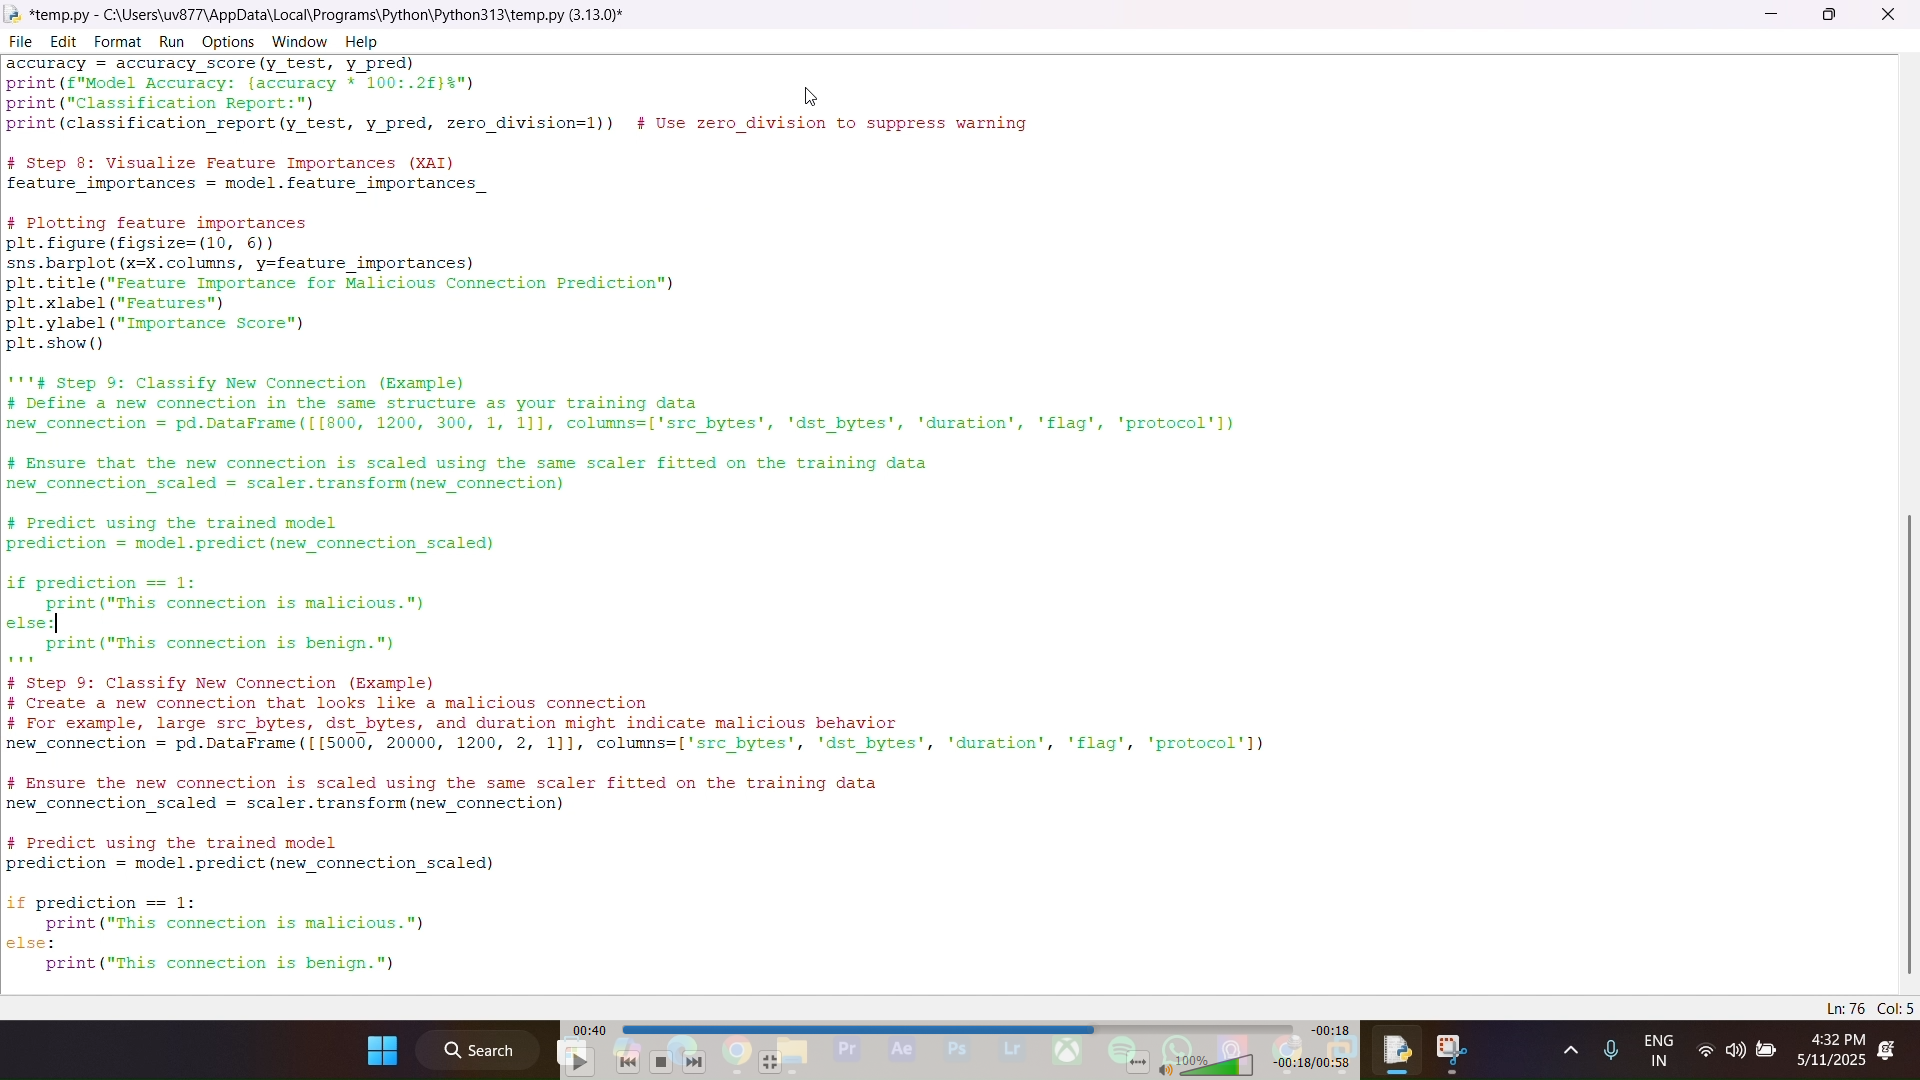 *temp.py - C:\Users\uv877\AppData\Local\Programs\Python\Python313\temp.py (3.13.0)*
File Edit Format Run Options Window Help
accuracy = accuracy_score(y_test, y_pred)
print(f"Model Accuracy: {accuracy * 100:.2f}%")
print("Classification Report:")
print(classification_report(y_test, y_pred, zero_division=1))  # Use zero_division to suppress warning
# Step 8: Visualize Feature Importances (XAI)
feature_importances = model.feature_importances_
# Plotting feature importances
plt.figure(figsize=(10, 6))
sns.barplot(x=X.columns, y=feature_importances)
plt.title("Feature Importance for Malicious Connection Prediction")
plt.xlabel("Features")
plt.ylabel("Importance Score")
plt.show()
'''# Step 9: Classify New Connection (Example)
# Define a new connection in the same structure as your training data
new_connection = pd.DataFrame([[800, 1200, 300, 1, 1]], columns=['src_bytes', 'dst_bytes', 'duration', 'flag', 'protocol'])
# Ensure that the new connection is scaled using the same scaler fitted on the training data
new_connection_scaled = scaler.transform(new_connection)
# Predict using the trained model
prediction = model.predict(new_connection_scaled)
if prediction == 1:
    print("This connection is malicious.")
else:
    print("This connection is benign.")
'''
# Step 9: Classify New Connection (Example)
# Create a new connection that looks like a malicious connection
# For example, large src_bytes, dst_bytes, and duration might indicate malicious behavior
new_connection = pd.DataFrame([[5000, 20000, 1200, 2, 1]], columns=['src_bytes', 'dst_bytes', 'duration', 'flag', 'protocol'])
# Ensure the new connection is scaled using the same scaler fitted on the training data
new_connection_scaled = scaler.transform(new_connection)
# Predict using the trained model
prediction = model.predict(new_connection_scaled)
if prediction == 1:
    print("This connection is malicious.")
else:
    print("This connection is benign.")
Ln: 76 Col: 5
00:40 -00:18
Search
Pr Ae Ps Lr
100%
-00:18/00:58
ENG
IN
4:32 PM
5/11/2025